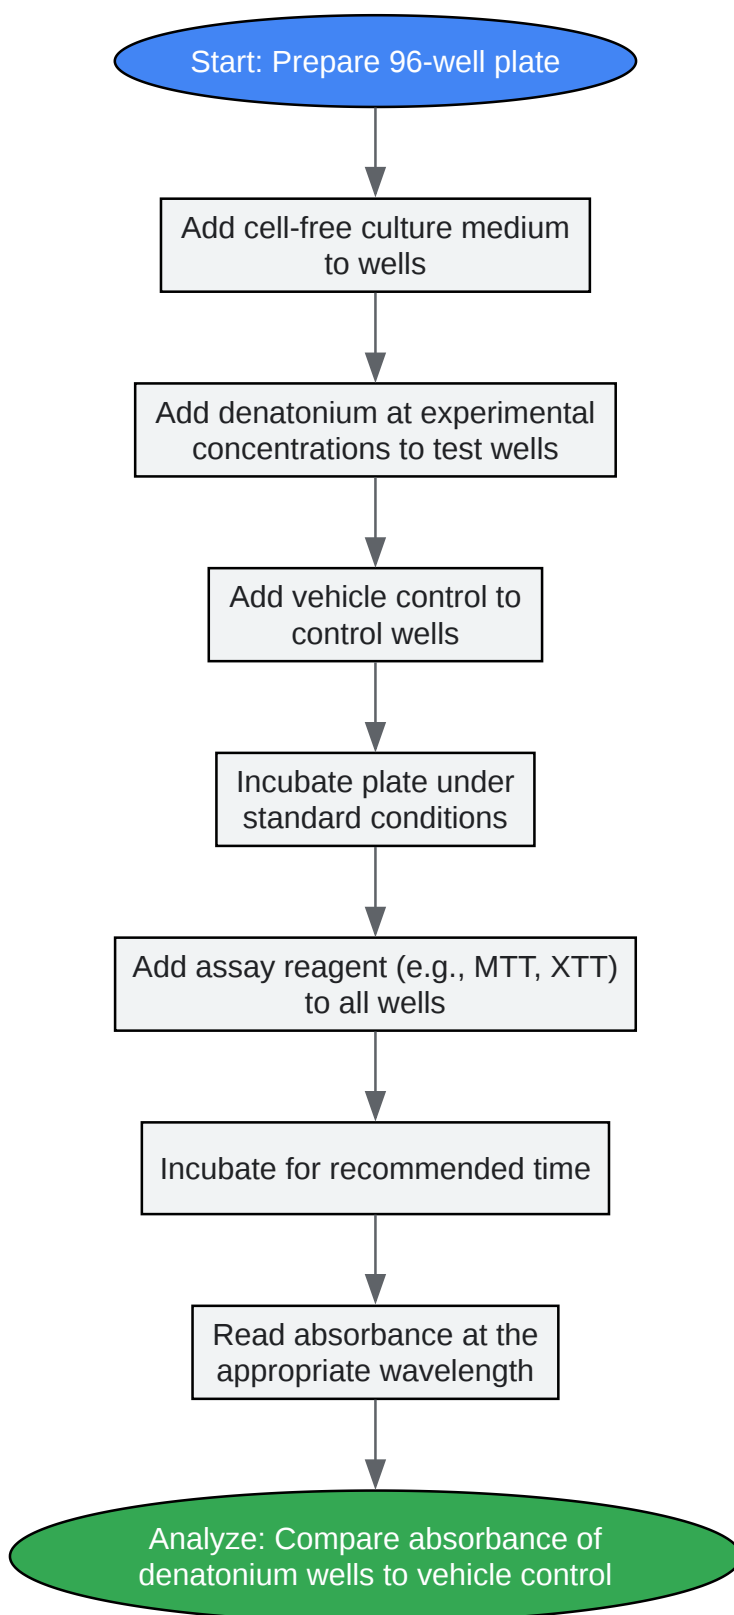 Start: Prepare 96-well plate
Add cell-free culture medium
to wells
Add denatonium at experimental
concentrations to test wells
Add vehicle control to
control wells
Incubate plate under
standard conditions
Add assay reagent (e.g., MTT, XTT)
to all wells
Incubate for recommended time
Read absorbance at the
appropriate wavelength
Analyze: Compare absorbance of
denatonium wells to vehicle control